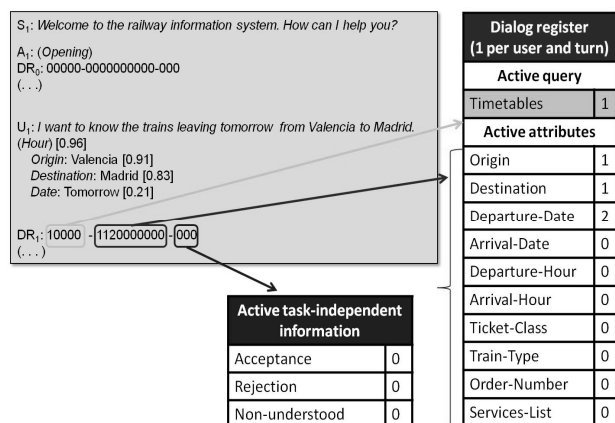 S1: Welcome to the railway information system. How can I help you?
A1: (Opening)
DR0: 00000-0000000000-000
(. . .)
U1: I want to know the trains leaving tomorrow from Valencia to Madrid.
(Hour) [0.96]
Origin: Valencia [0.91]
Destination: Madrid [0.83]
Date: Tomorrow [0.21]
DR1: 10000 - 1120000000 - 000
(. . .)
Dialog register
(1 per user and turn)
Active query
Timetables 1
Active attributes
Origin 1
Destination 1
Departure-Date 2
Arrival-Date 0
Departure-Hour 0
Arrival-Hour 0
Ticket-Class 0
Train-Type 0
Order-Number 0
Services-List 0
Active task-independent
information
Acceptance 0
Rejection 0
Non-understood 0